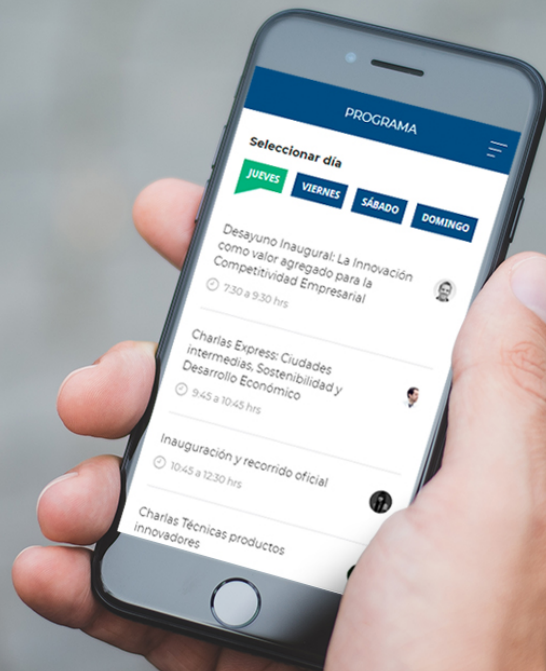 PROGRAMA
Seleccionar día
JUEVES
VIERNES
SÁBADO
DOMINGO
Desayuno Inaugural: La Innovación
como valor agregado para la
Competitividad Empresarial
7:30 a 9:30 hrs
Charlas Express: Ciudades
intermedias, Sostenibilidad y
Desarrollo Económico
9:45 a 10:45 hrs
Inauguración y recorrido oficial
10:45 a 12:30 hrs
Charlas Técnicas productos
innovadores